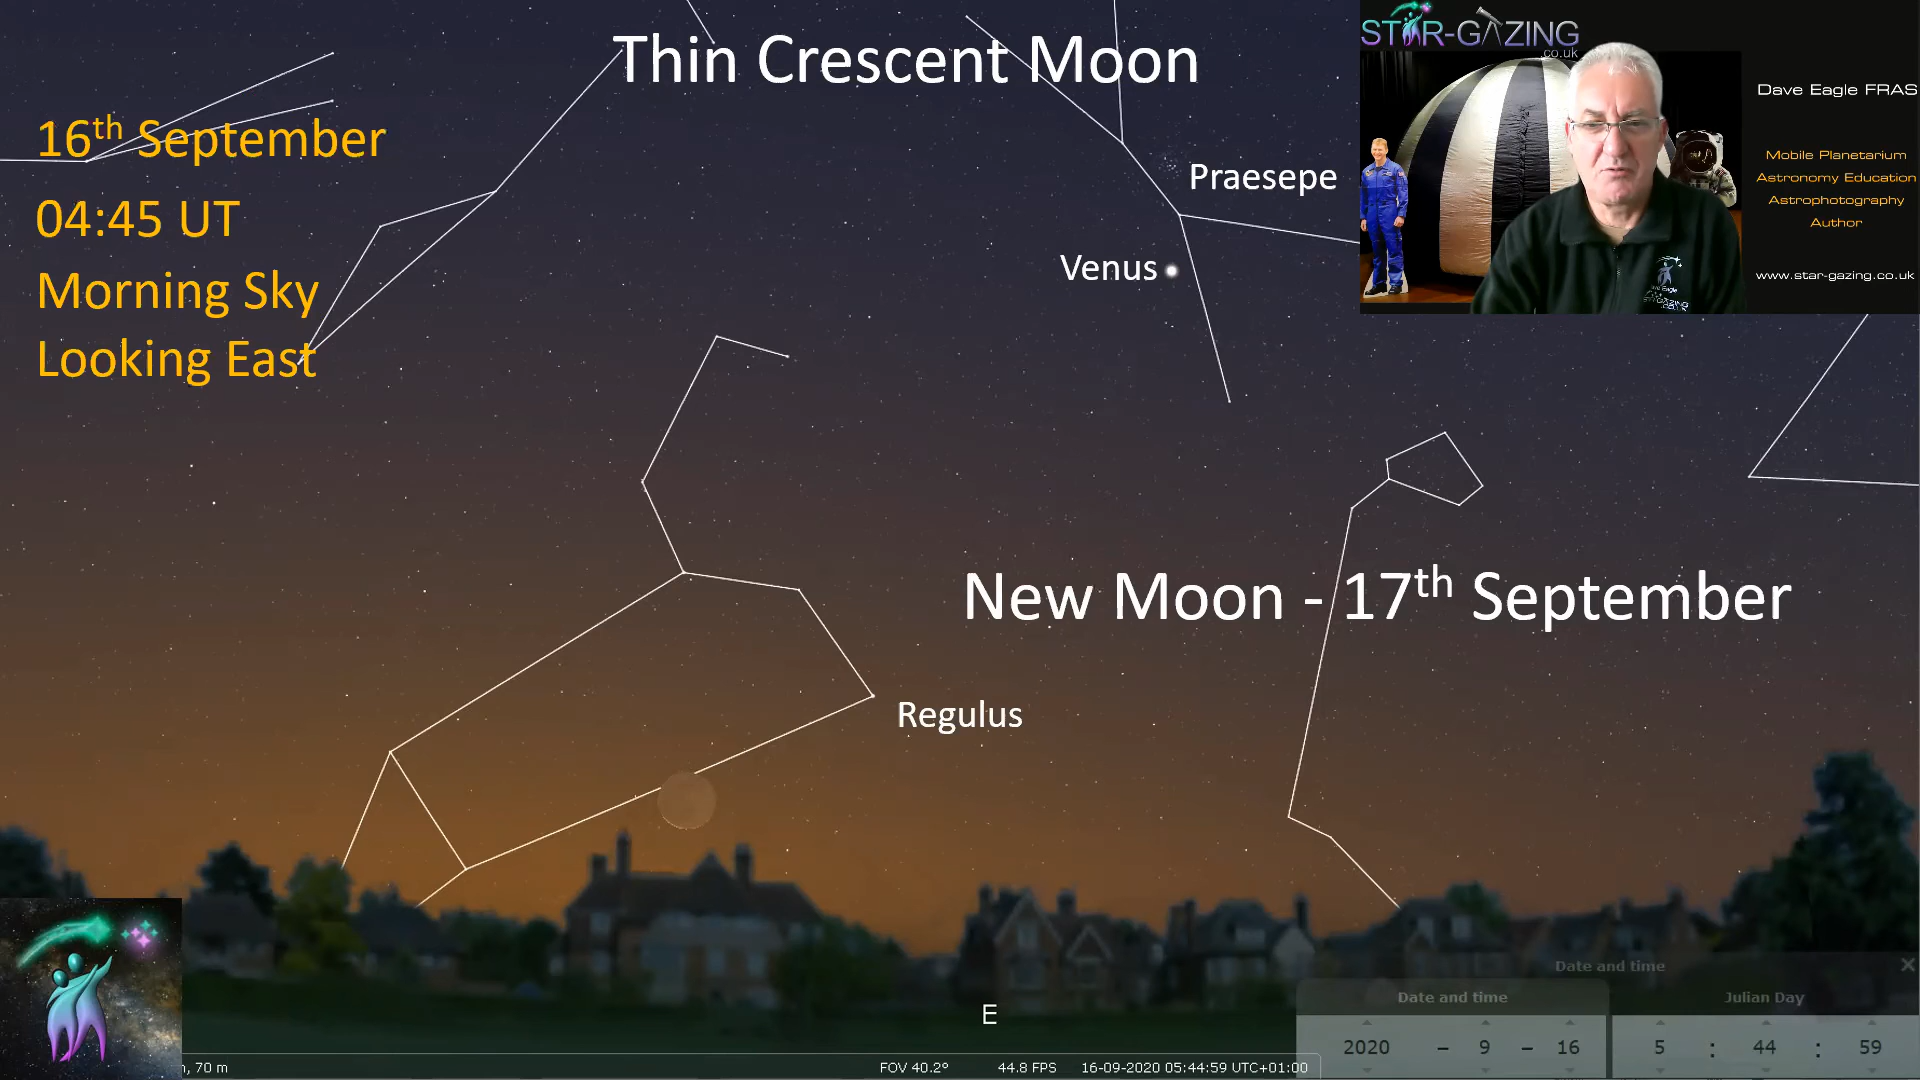 Thin Crescent Moon
16th September
04:45 UT
Morning Sky
Looking East
Praesepe
Venus
New Moon - 17th September
Regulus
STAR-GAZING
.co.uk
Dave Eagle FRAS
Mobile Planetarium
Astronomy Education
Astrophotography
Author
www.star-gazing.co.uk
E
Date and time
Date and time
Julian Day
2020 - 9 - 16
5 : 44 : 59
, 70 m
FOV 40.2°
44.8 FPS
16-09-2020 05:44:59 UTC+01:00